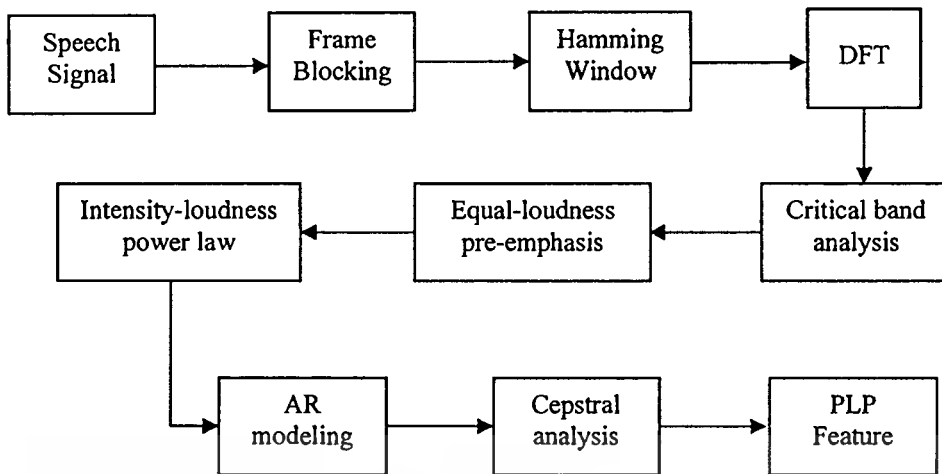 Speech
Signal
Frame
Blocking
Hamming
Window
DFT
Critical band
analysis
Equal-loudness
pre-emphasis
Intensity-loudness
power law
AR
modeling
Cepstral
analysis
PLP
Feature